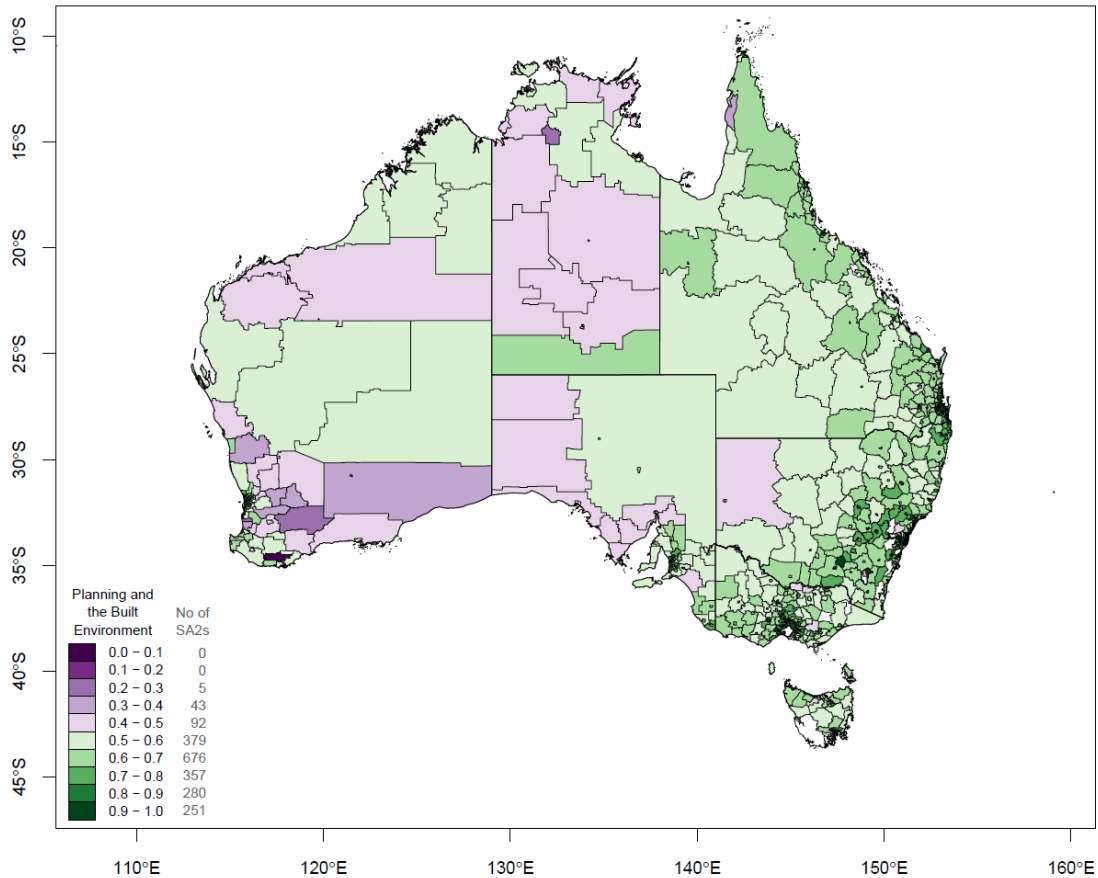 10°S
15°S
20°S
25°S
30°S
35°S
40°S
45°S
Planning and
the Built
Environment
No of
SA2s
0.0 − 0.1 0
0.1 − 0.2 0
0.2 − 0.3 5
0.3 − 0.4 43
0.4 − 0.5 92
0.5 − 0.6 379
0.6 − 0.7 676
0.7 − 0.8 357
0.8 − 0.9 280
0.9 − 1.0 251
110°E 120°E 130°E 140°E 150°E 160°E